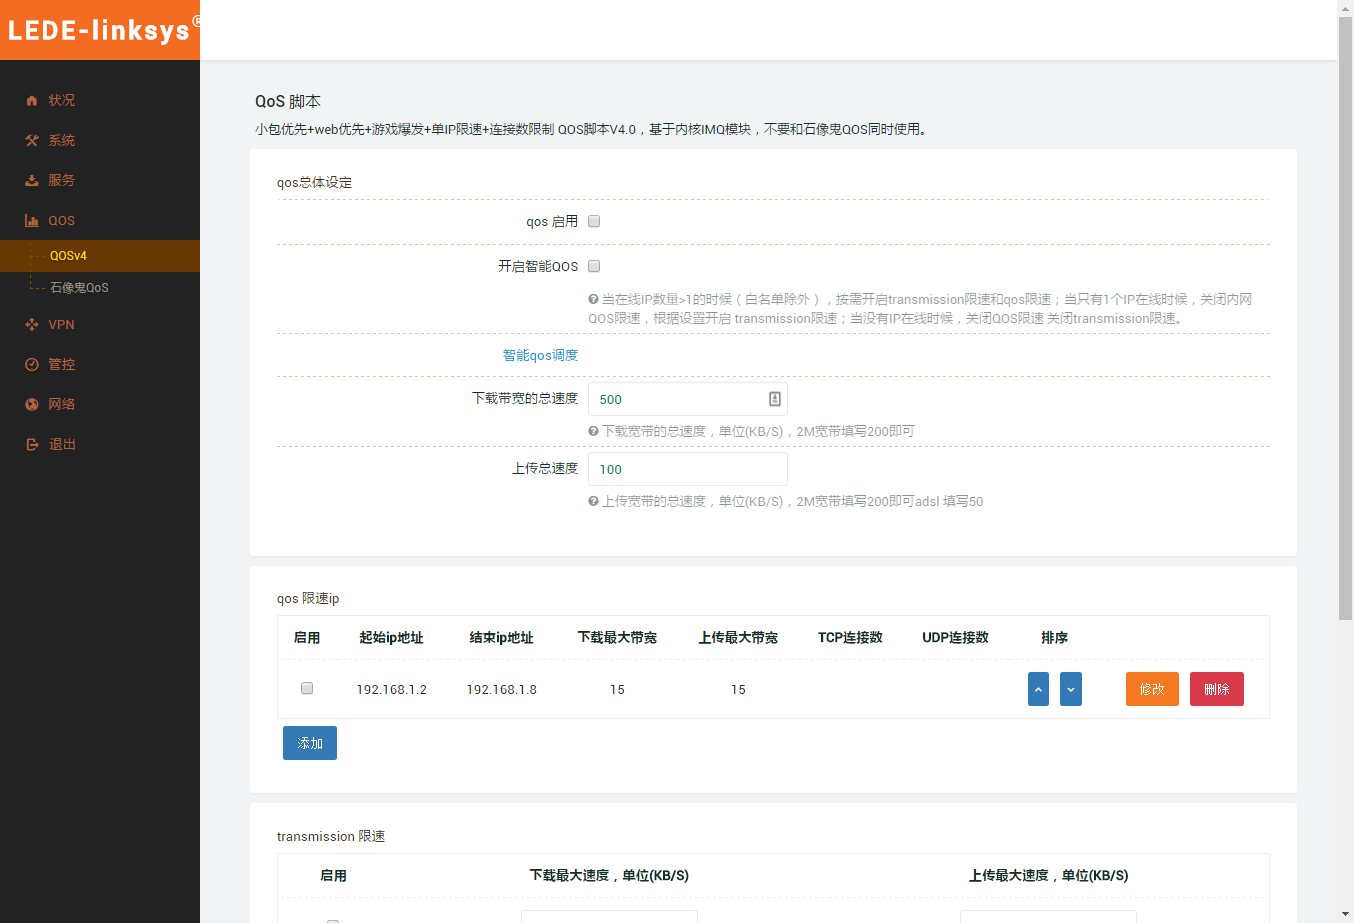 LEDE-linksys®
状况
系统
服务
QOS
QOSv4
石像鬼QoS
VPN
管控
网络
退出
QoS 脚本
小包优先+web优先+游戏爆发+单IP限速+连接数限制 QOS脚本V4.0，基于内核IMQ模块，不要和石像鬼QOS同时使用。
qos总体设定
qos 启用
开启智能QOS
当在线IP数量>1的时候（白名单除外），按需开启transmission限速和qos限速；当只有1个IP在线时候，关闭内网
QOS限速，根据设置开启 transmission限速；当没有IP在线时候，关闭QOS限速 关闭transmission限速。
智能qos调度
下载带宽的总速度 500
下载宽带的总速度，单位(KB/S)，2M宽带填写200即可
上传总速度 100
上传宽带的总速度，单位(KB/S)，2M宽带填写200即可adsl 填写50
qos 限速ip
启用 起始ip地址 结束ip地址 下载最大带宽 上传最大带宽 TCP连接数 UDP连接数 排序
192.168.1.2 192.168.1.8 15 15 修改 删除
添加
transmission 限速
启用 下载最大速度，单位(KB/S) 上传最大速度，单位(KB/S)